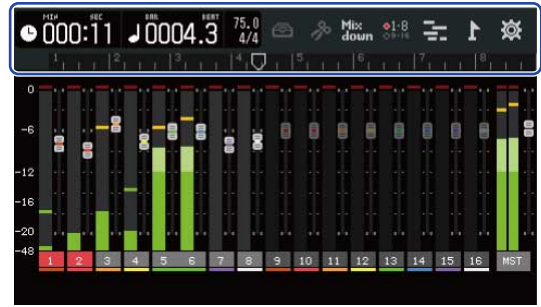 MIN SEC BAR BEAT
000:11 0004.3 75.0 4/4 Mix down 1-8 9-16
1 2 3 4 5 6 7 8
0
-6
-12
-16
-20
-48
1 2 3 4 5 6 7 8 9 10 11 12 13 14 15 16 MST